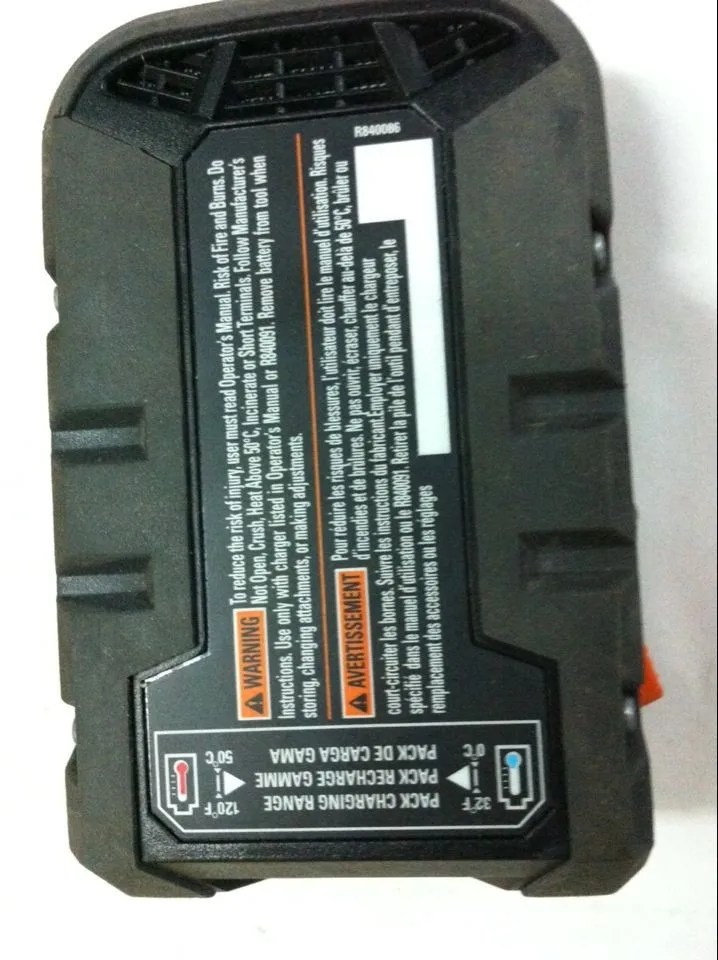 R840086
WARNING To reduce the risk of injury, user must read Operator's Manual. Risk of Fire and Burns. Do
Not Open, Crush, Heat Above 50°C, Incinerate or Short Terminals. Follow Manufacturer's
Instructions. Use only with charger listed in Operator's Manual or R840091. Remove battery from tool when
storing, changing attachments, or making adjustments.
AVERTISSEMENT Pour réduire les risques de blessures, l'utilisateur doit lire le manuel d'utilisation. Risques
d'incendies et de brûlures. Ne pas ouvrir, écraser, chauffer au-delà de 50°C, brûler ou
court-circuiter les bornes. Suivre les instructions du fabricant.Employer uniquement le chargeur
spécifié dans le manuel d'utilisation ou le R840091. Retirer la pile de l'outil pendant d'entreposer, le
remplacement des accessoires ou les réglages
PACK CHARGING RANGE
PACK RECHARGE GAMME
PACK DE CARGA GAMA
32°F
0°C
120°F
50°C